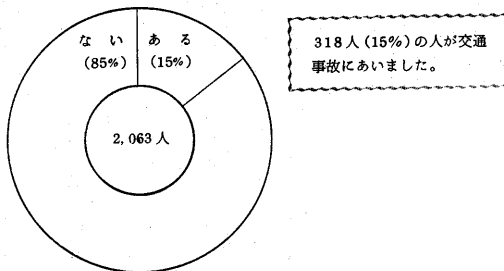 な い
(85%)
あ る
(15%)
2,063人
318人(15%)の人が交通
事故にあいました。